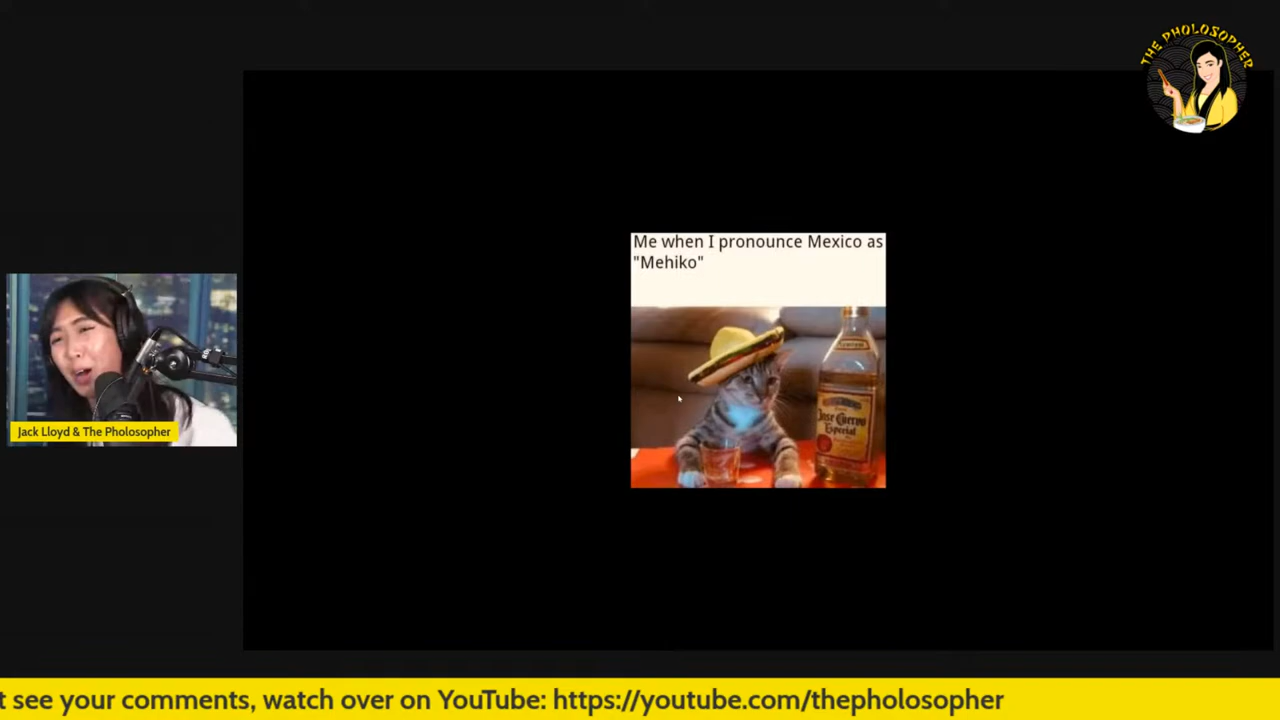 THE PHOLOSOPHER
Me when I pronounce Mexico as
"Mehiko"
Jose Cuervo
Especial
Jack Lloyd & The Pholosopher
t see your comments, watch over on YouTube: https://youtube.com/thepholosopher